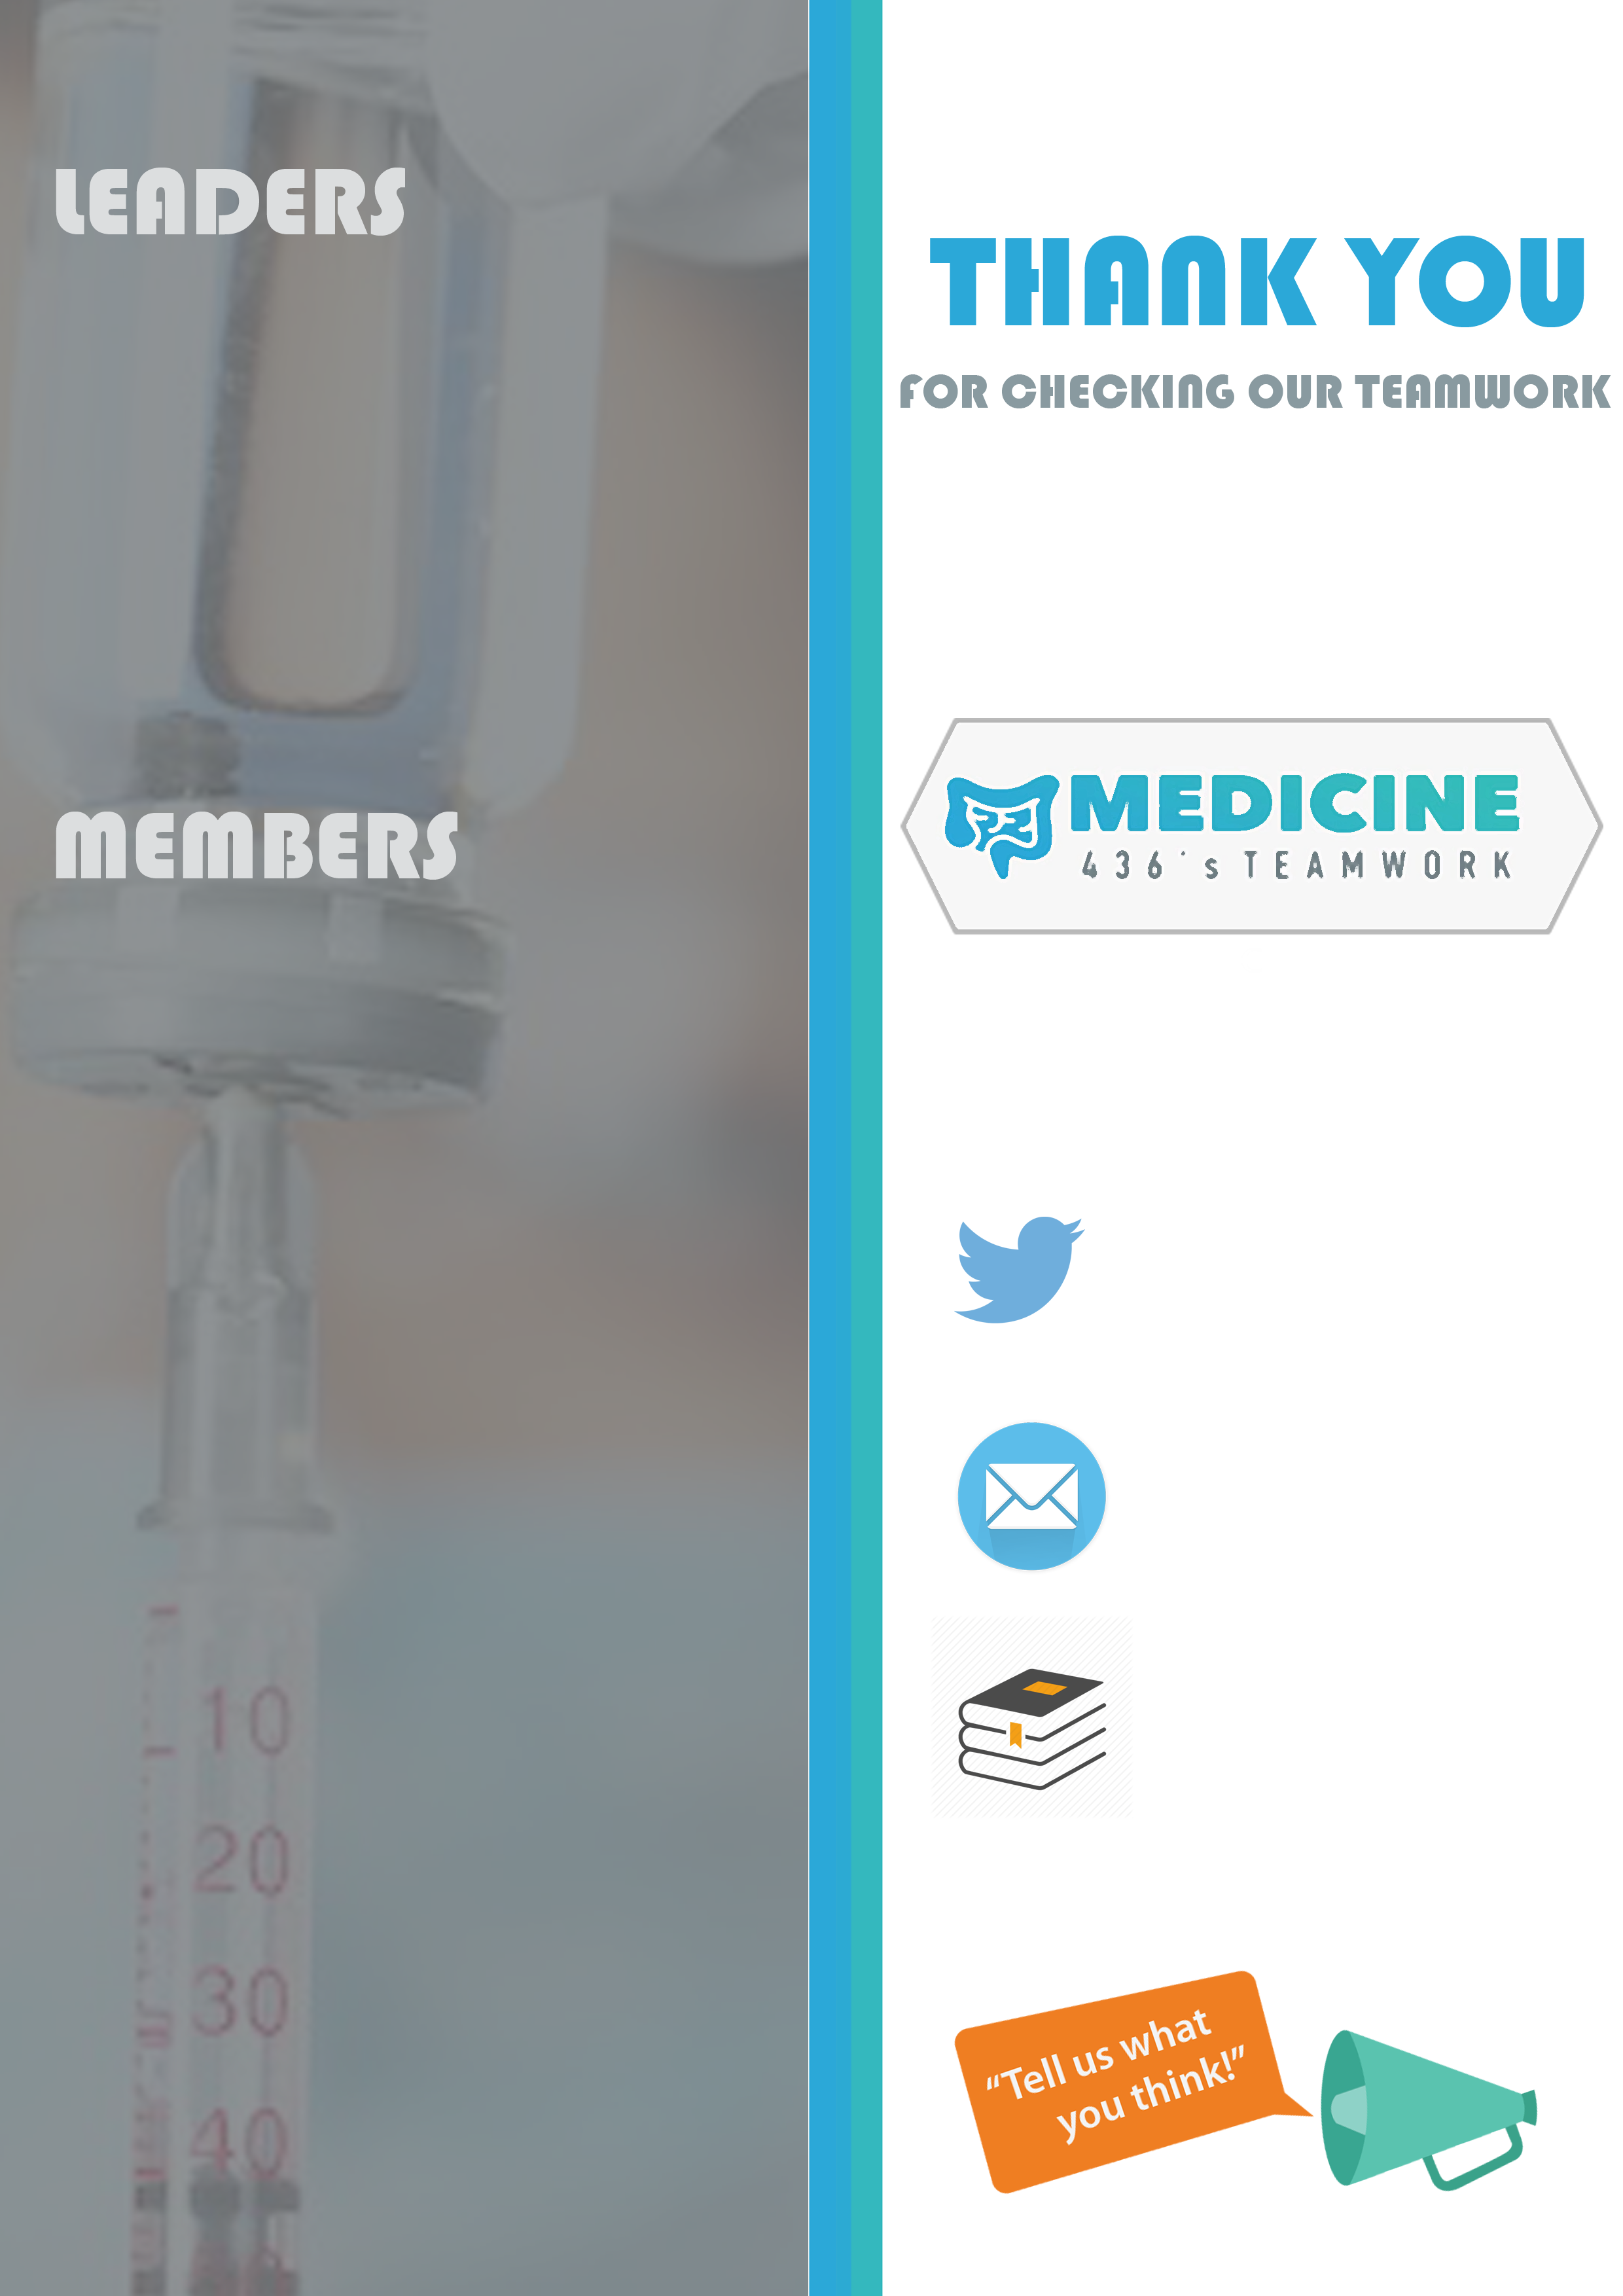 LEADERS
MEMBERS
10
20
30
40
THANK YOU
FOR CHECKING OUR TEAMWORK
MEDICINE
436's TEAMWORK
“Tell us what
you think!”